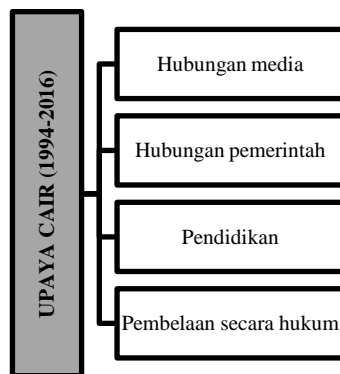 UPAYA CAIR (1994-2016)
Hubungan media
Hubungan pemerintah
Pendidikan
Pembelaan secara hukum